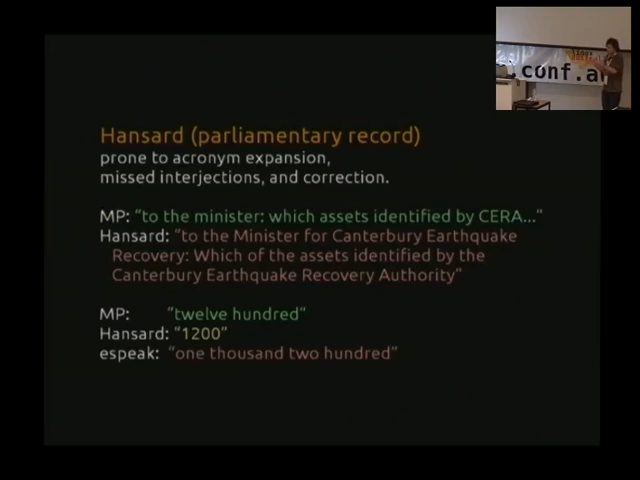 Hansard (parliamentary record)
prone to acronym expansion,
missed interjections, and correction.
MP: "to the minister: which assets identified by CERA..."
Hansard: "to the Minister for Canterbury Earthquake
Recovery: Which of the assets identified by the
Canterbury Earthquake Recovery Authority"
MP: "twelve hundred"
Hansard: "1200"
espeak: "one thousand two hundred"
.conf.a